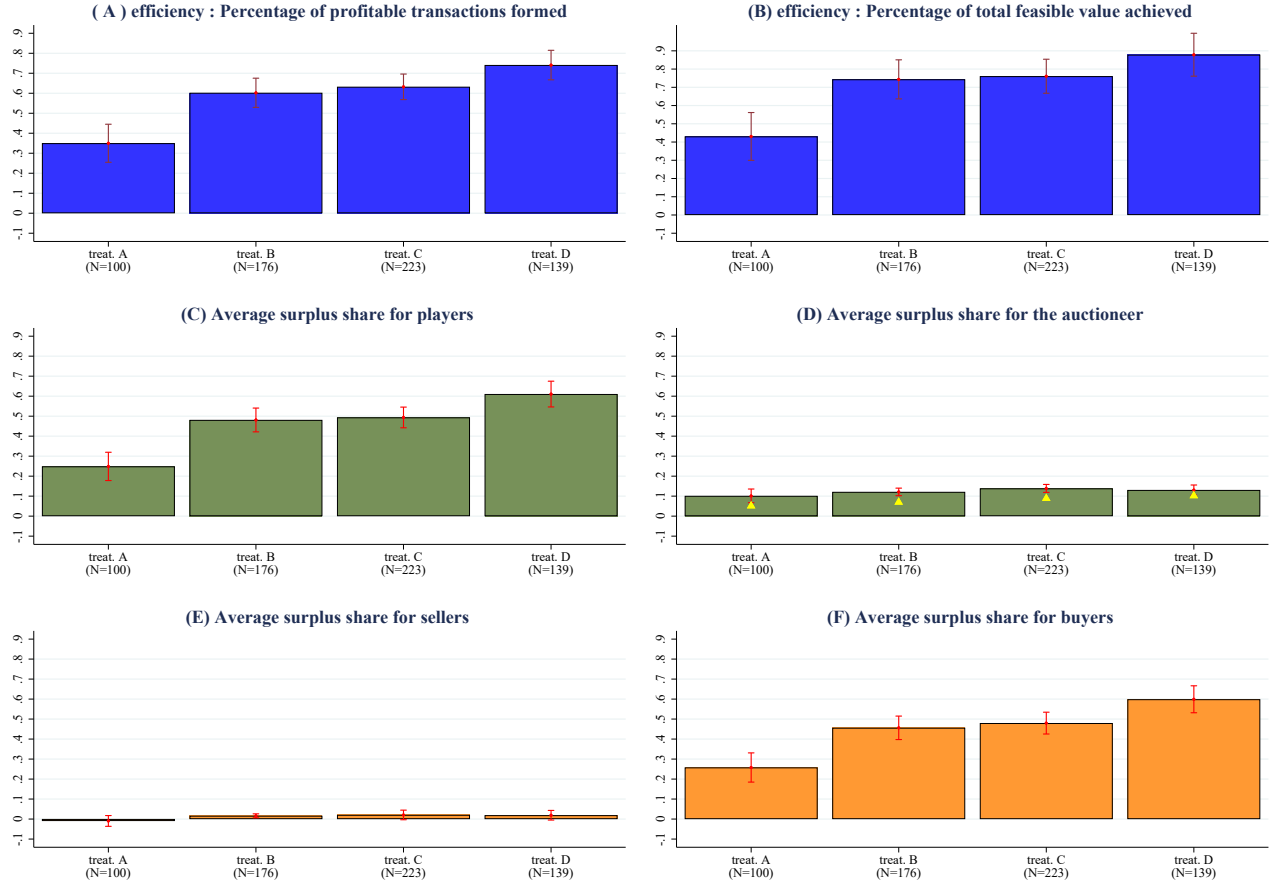 ( A ) efficiency : Percentage of profitable transactions formed
.9
.8
.7
.6
.5
.4
.3
.2
.1
0
-.1
treat. A
(N=100)
treat. B
(N=176)
treat. C
(N=223)
treat. D
(N=139)
(B) efficiency : Percentage of total feasible value achieved
.9
.8
.7
.6
.5
.4
.3
.2
.1
0
-.1
treat. A
(N=100)
treat. B
(N=176)
treat. C
(N=223)
treat. D
(N=139)
(C) Average surplus share for players
.9
.8
.7
.6
.5
.4
.3
.2
.1
0
-.1
treat. A
(N=100)
treat. B
(N=176)
treat. C
(N=223)
treat. D
(N=139)
(D) Average surplus share for the auctioneer
.9
.8
.7
.6
.5
.4
.3
.2
.1
0
-.1
treat. A
(N=100)
treat. B
(N=176)
treat. C
(N=223)
treat. D
(N=139)
(E) Average surplus share for sellers
.9
.8
.7
.6
.5
.4
.3
.2
.1
0
-.1
treat. A
(N=100)
treat. B
(N=176)
treat. C
(N=223)
treat. D
(N=139)
(F) Average surplus share for buyers
.9
.8
.7
.6
.5
.4
.3
.2
.1
0
-.1
treat. A
(N=100)
treat. B
(N=176)
treat. C
(N=223)
treat. D
(N=139)